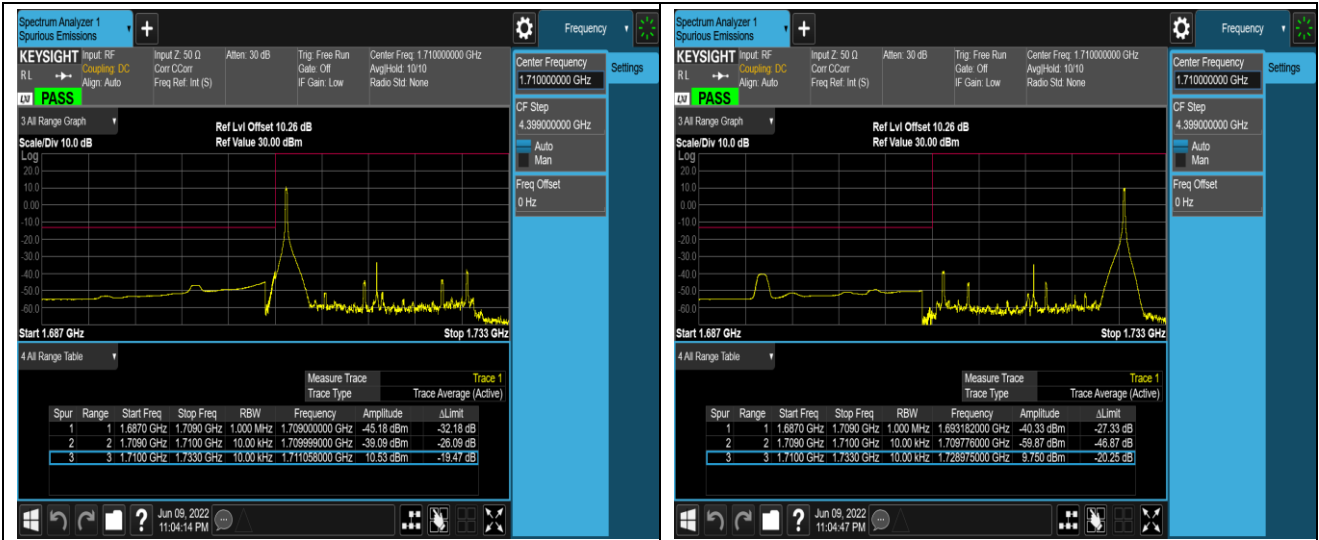 Spectrum Analyzer 1
Spurious Emissions
+
Frequency
KEYSIGHT
RL
PASS
Input: RF
Coupling: DC
Align: Auto
Input Z: 50 Ω
Corr CCorr
Freq Ref: Int (S)
Atten: 30 dB
Trig: Free Run
Gate: Off
IF Gain: Low
Center Freq: 1.710000000 GHz
Avg|Hold: 10/10
Radio Std: None
Center Frequency
1.710000000 GHz
Settings
CF Step
4.399000000 GHz
Auto
Man
Freq Offset
0 Hz
3 All Range Graph
Ref Lvl Offset 10.26 dB
Scale/Div 10.0 dB
Ref Value 30.00 dBm
Log
20.0
10.0
0.00
-10.0
-20.0
-30.0
-40.0
-50.0
-60.0
Start 1.687 GHz
Stop 1.733 GHz
4 All Range Table
Measure Trace Trace 1
Trace Type Trace Average (Active)
Spur Range Start Freq Stop Freq RBW Frequency Amplitude ΔLimit
1 1 1.6870 GHz 1.7090 GHz 1.000 MHz 1.709000000 GHz -45.18 dBm -32.18 dB
2 2 1.7090 GHz 1.7100 GHz 10.00 kHz 1.709999000 GHz -39.09 dBm -26.09 dB
3 3 1.7100 GHz 1.7330 GHz 10.00 kHz 1.711058000 GHz 10.53 dBm -19.47 dB
?
Jun 09, 2022
11:04:14 PM
Spectrum Analyzer 1
Spurious Emissions
+
Frequency
KEYSIGHT
RL
PASS
Input: RF
Coupling: DC
Align: Auto
Input Z: 50 Ω
Corr CCorr
Freq Ref: Int (S)
Atten: 30 dB
Trig: Free Run
Gate: Off
IF Gain: Low
Center Freq: 1.710000000 GHz
Avg|Hold: 10/10
Radio Std: None
Center Frequency
1.710000000 GHz
Settings
CF Step
4.399000000 GHz
Auto
Man
Freq Offset
0 Hz
3 All Range Graph
Ref Lvl Offset 10.26 dB
Scale/Div 10.0 dB
Ref Value 30.00 dBm
Log
20.0
10.0
0.00
-10.0
-20.0
-30.0
-40.0
-50.0
-60.0
Start 1.687 GHz
Stop 1.733 GHz
4 All Range Table
Measure Trace Trace 1
Trace Type Trace Average (Active)
Spur Range Start Freq Stop Freq RBW Frequency Amplitude ΔLimit
1 1 1.6870 GHz 1.7090 GHz 1.000 MHz 1.693182000 GHz -40.33 dBm -27.33 dB
2 2 1.7090 GHz 1.7100 GHz 10.00 kHz 1.709776000 GHz -59.87 dBm -46.87 dB
3 3 1.7100 GHz 1.7330 GHz 10.00 kHz 1.728975000 GHz 9.750 dBm -20.25 dB
?
Jun 09, 2022
11:04:47 PM